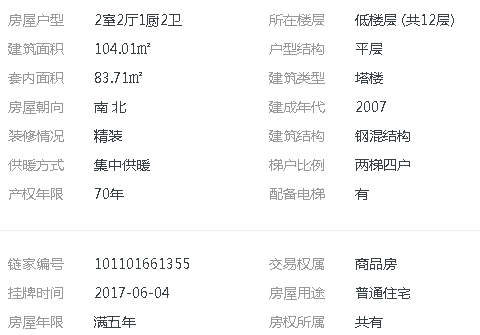 房屋户型 2室2厅1厨2卫 所在楼层 低楼层 (共12层)
建筑面积 104.01㎡ 户型结构 平层
套内面积 83.71㎡ 建筑类型 塔楼
房屋朝向 南 北 建成年代 2007
装修情况 精装 建筑结构 钢混结构
供暖方式 集中供暖 梯户比例 两梯四户
产权年限 70年 配备电梯 有
链家编号 101101661355 交易权属 商品房
挂牌时间 2017-06-04 房屋用途 普通住宅
房屋年限 满五年 房权所属 共有